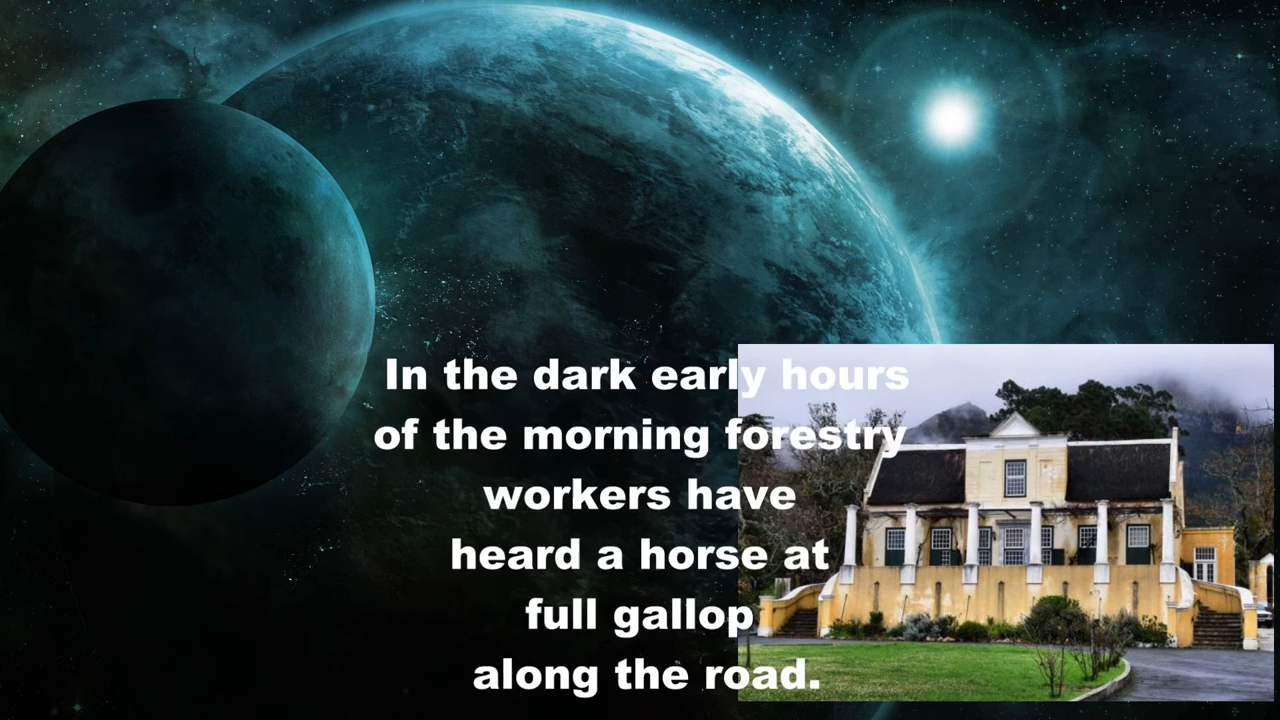 In the dark early hours
of the morning forestry
workers have
heard a horse at
full gallop
along the road.